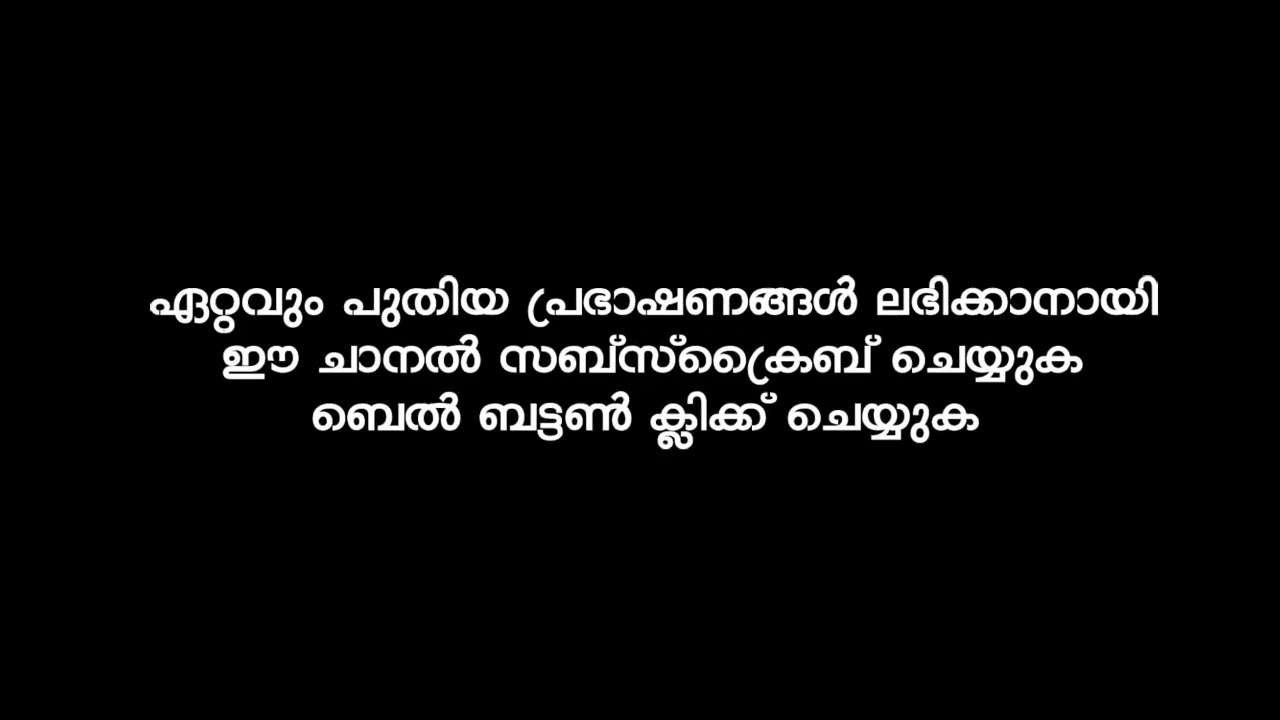 ഏറ്റവും പുതിയ പ്രഭാഷണങ്ങൾ ലഭിക്കാനായി
ഈ ചാനൽ സബ്സ്ക്രൈബ് ചെയ്യുക
ബെൽ ബട്ടൺ ക്ലിക്ക് ചെയ്യുക